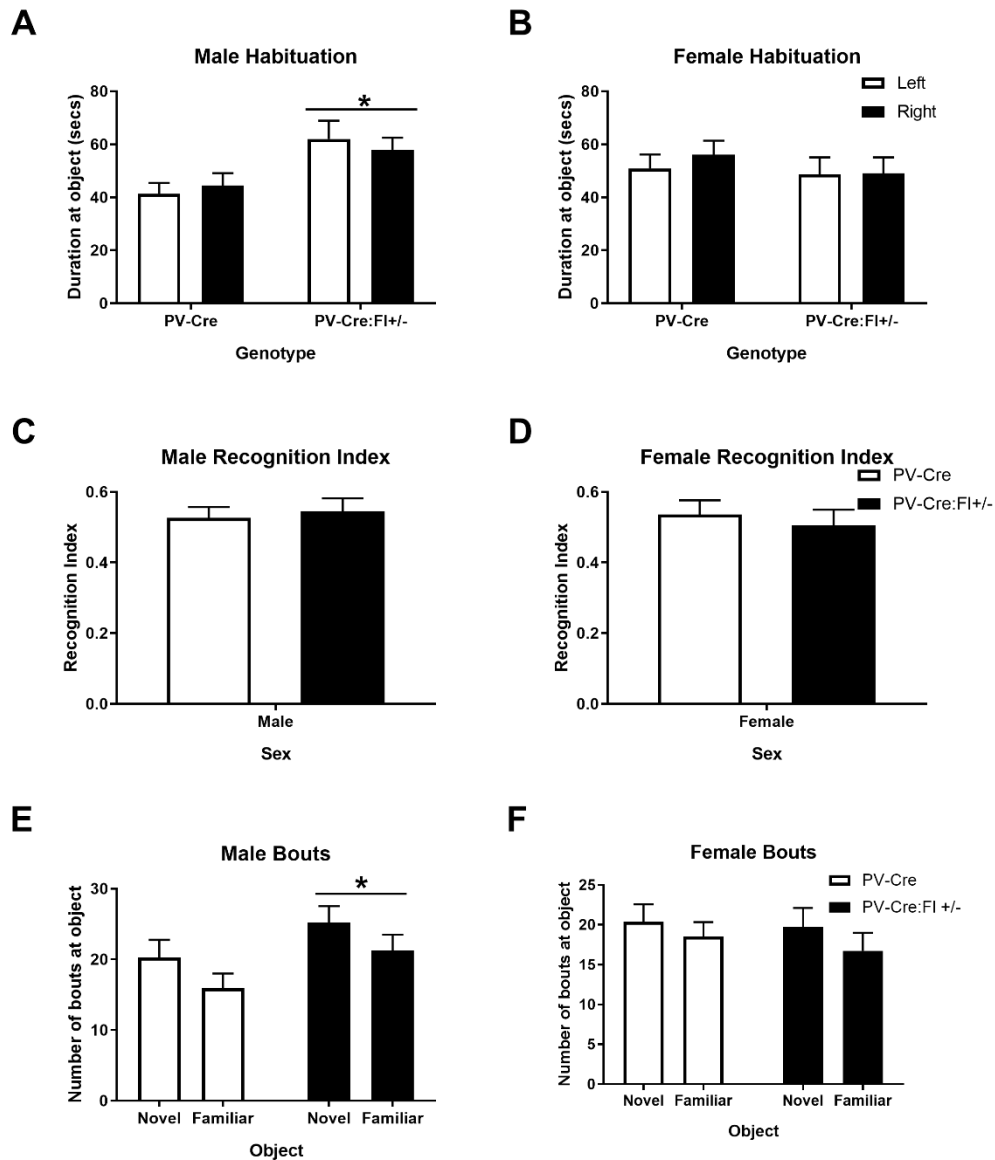 A
Male Habituation
*
Duration at object (secs)
80
60
40
20
0
PV-Cre PV-Cre:Fl+/-
Genotype
B
Female Habituation
Left
Right
Duration at object (secs)
80
60
40
20
0
PV-Cre PV-Cre:Fl+/-
Genotype
C
Male Recognition Index
Recognition Index
0.6
0.4
0.2
0.0
Male
Sex
D
Female Recognition Index
PV-Cre
PV-Cre:Fl+/-
Recognition Index
0.6
0.4
0.2
0.0
Female
Sex
E
Male Bouts
*
Number of bouts at object
30
20
10
0
Novel Familiar Novel Familiar
Object
F
Female Bouts
PV-Cre
PV-Cre:Fl +/-
Number of bouts at object
25
20
15
10
5
0
Novel Familiar Novel Familiar
Object